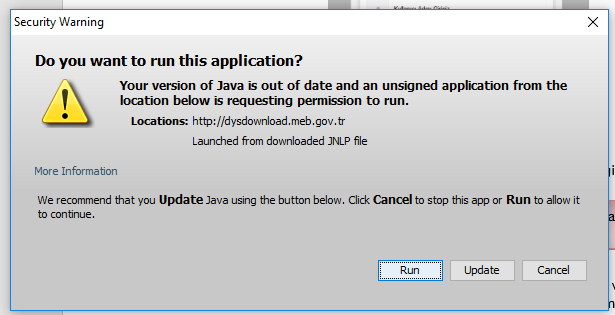 Kullanıcı Adını Giriniz
Security Warning
Do you want to run this application?
Your version of Java is out of date and an unsigned application from the
location below is requesting permission to run.
Locations: http://dysdownload.meb.gov.tr
Launched from downloaded JNLP file
More Information
We recommend that you Update Java using the button below. Click Cancel to stop this app or Run to allow it
to continue.
Run Update Cancel